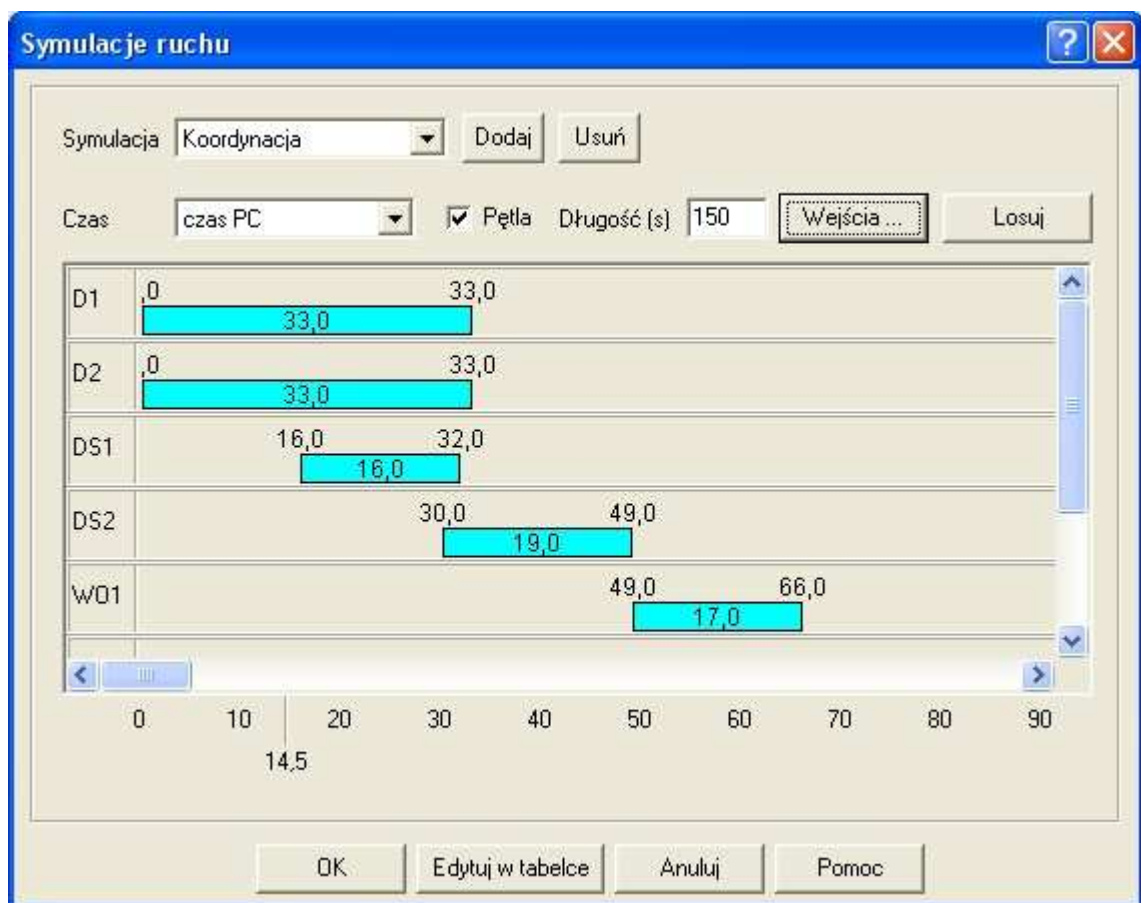 Symulacje ruchu
Symulacja Koordynacja Dodaj Usuń
Czas czas PC Pętla Długość (s) 150 Wejścia ... Losuj
D1 ,0 33,0
33,0
D2 ,0 33,0
33,0
DS1 16,0 32,0
16,0
DS2 30,0 49,0
19,0
WO1 49,0 66,0
17,0
0 10 20 30 40 50 60 70 80 90
14,5
OK Edytuj w tabelce Anuluj Pomoc